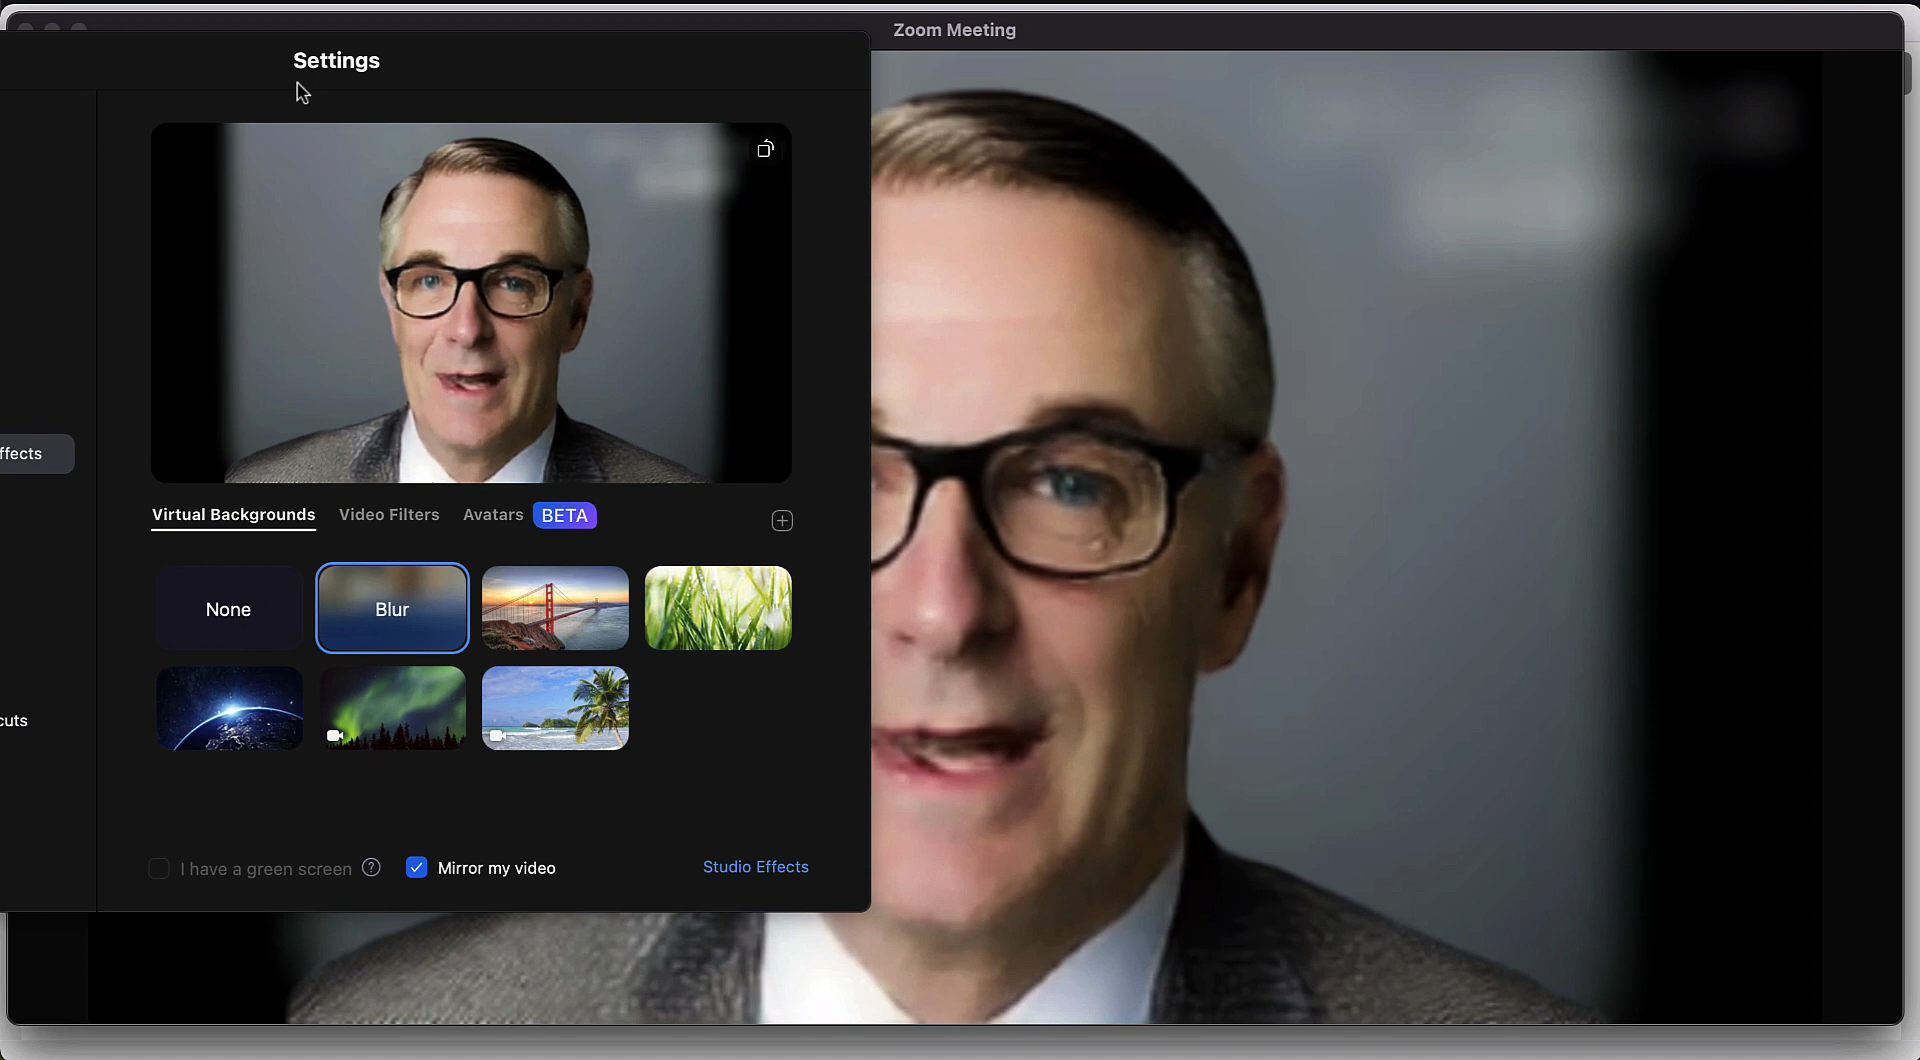 Zoom Meeting
Settings
ffects
cuts
Virtual Backgrounds Video Filters Avatars BETA
None
Blur
I have a green screen ? Mirror my video Studio Effects